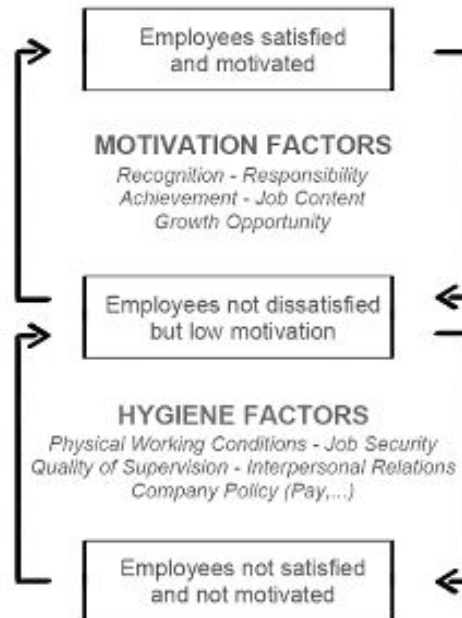 Employees satisfied
and motivated
MOTIVATION FACTORS
Recognition - Responsibility
Achievement - Job Content
Growth Opportunity
Employees not dissatisfied
but low motivation
HYGIENE FACTORS
Physical Working Conditions - Job Security
Quality of Supervision - Interpersonal Relations
Company Policy (Pay,...)
Employees not satisfied
and not motivated